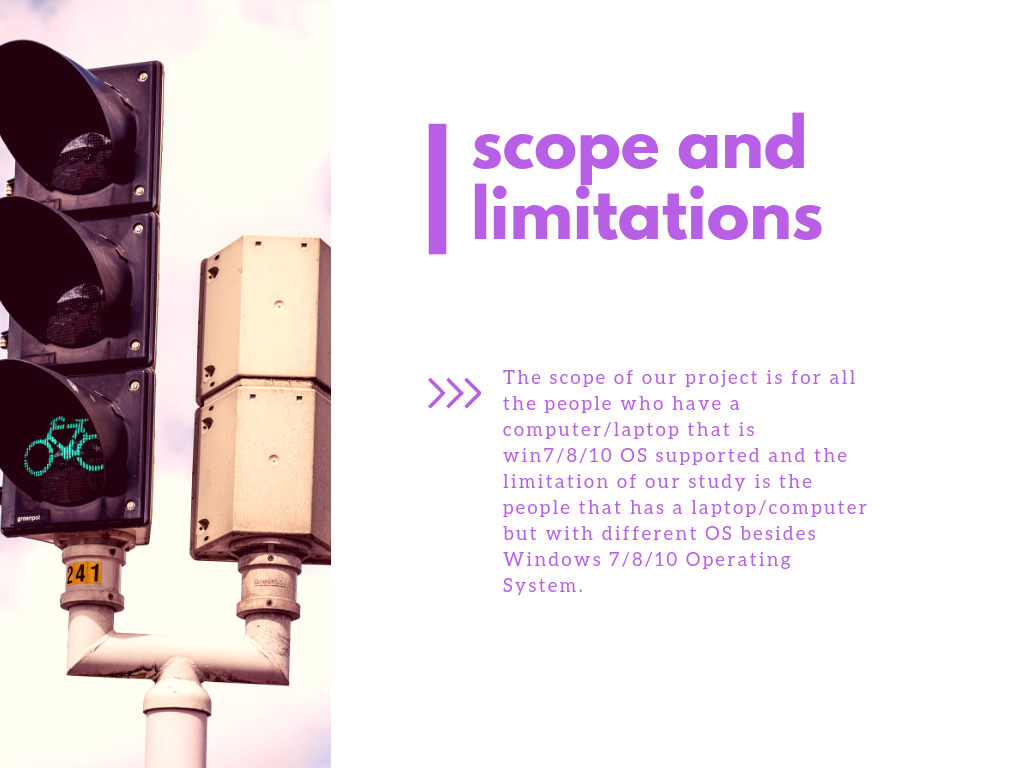 scope and
limitations
The scope of our project is for all
the people who have a
computer/laptop that is
win7/8/10 OS supported and the
limitation of our study is the
people that has a laptop/computer
but with different OS besides
Windows 7/8/10 Operating
System.
241